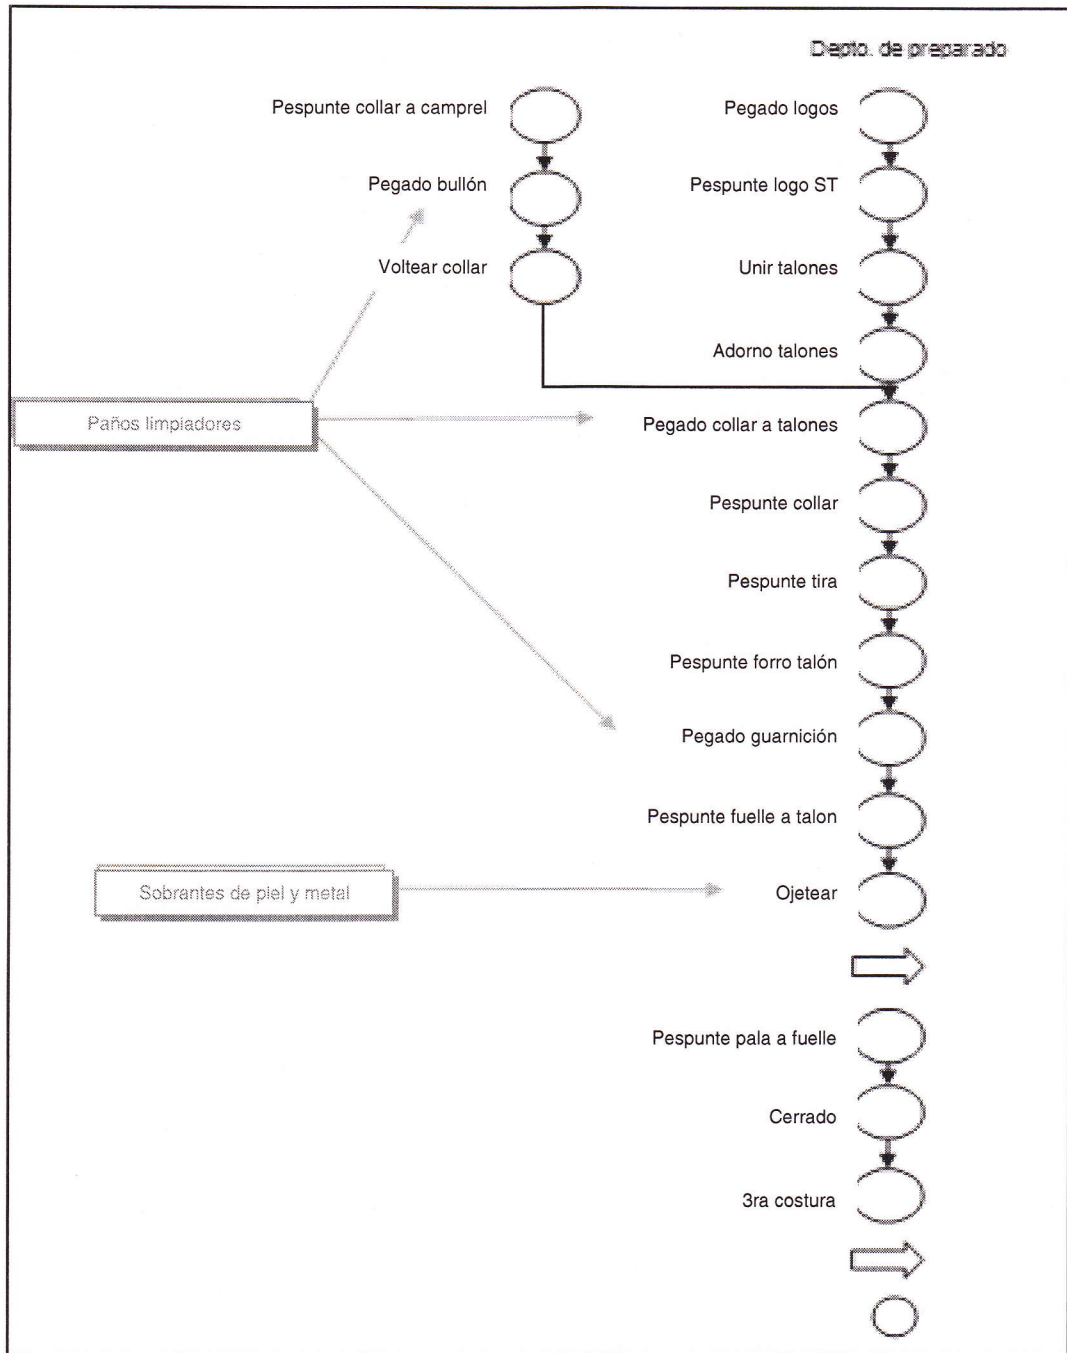 Depto. de preparado
Pespunte collar a camprel
Pegado logos
Pegado bullón
Pespunte logo ST
Voltear collar
Unir talones
Adorno talones
Paños limpiadores
Pegado collar a talones
Pespunte collar
Pespunte tira
Pespunte forro talón
Pegado guarnición
Pespunte fuelle a talon
Sobrantes de piel y metal
Ojetear
Pespunte pala a fuelle
Cerrado
3ra costura